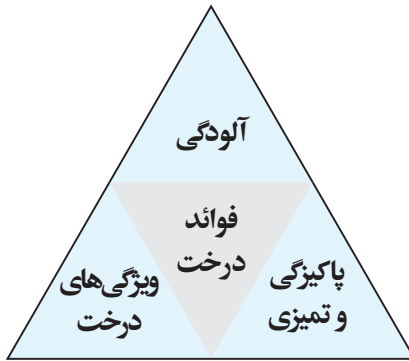 آلودگی
فوائد
درخت
پاکیزگی
و تمیزی
ویژگی‌های
درخت